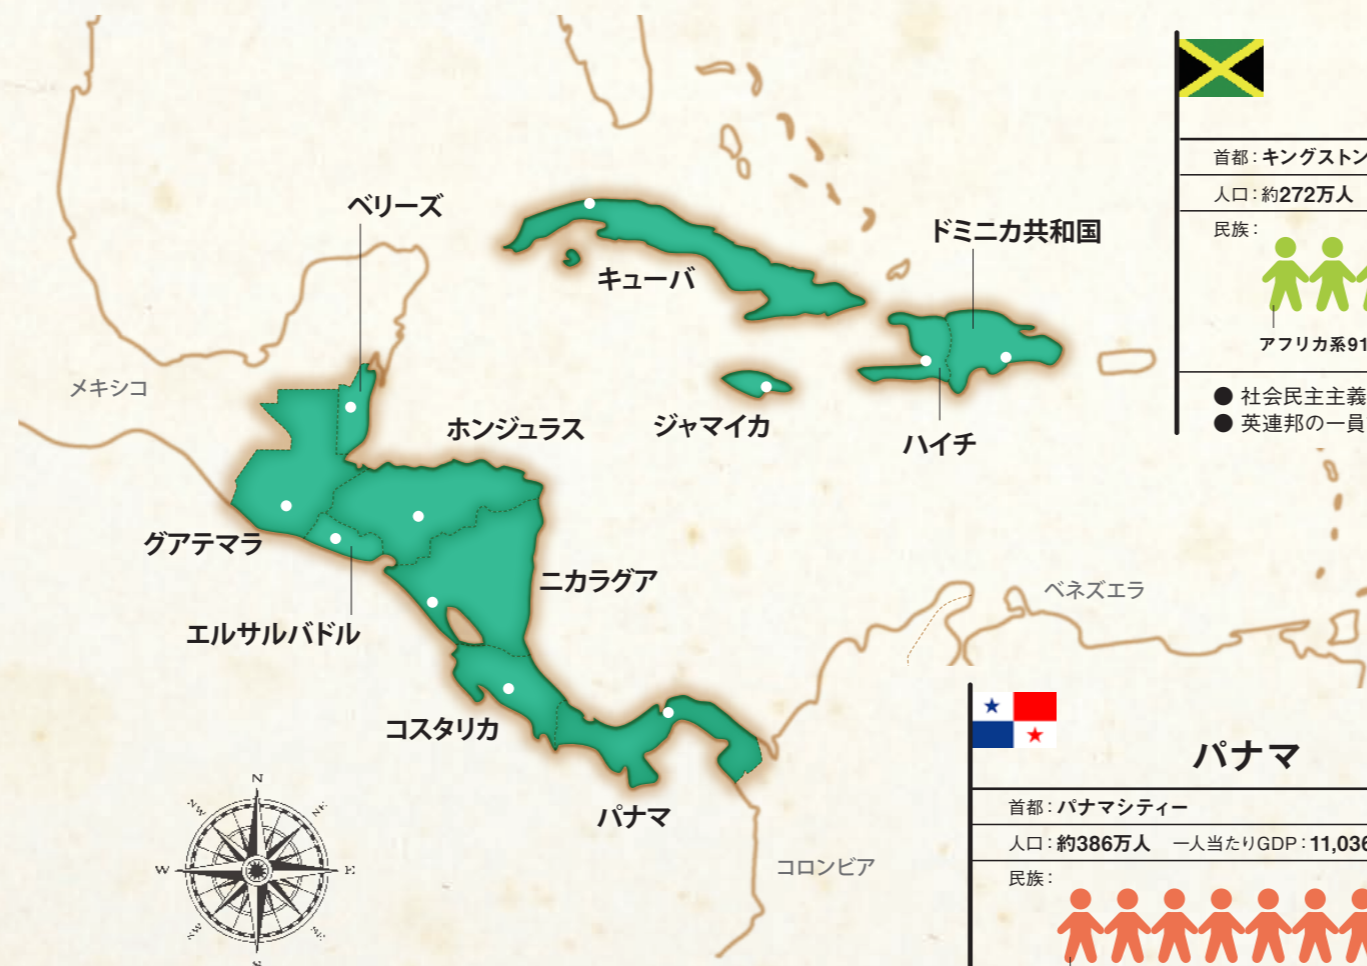 ベリーズ
ドミニカ共和国
キューバ
メキシコ
ホンジュラス
ジャマイカ
ハイチ
グアテマラ
ニカラグア
エルサルバドル
コスタリカ
パナマ
ベネズエラ
コロンビア
N
NE
E
SE
S
SW
W
NW
首都：キングストン
人口：約272万人
民族：
アフリカ系91
● 社会民主主義
● 英連邦の一員
パナマ
首都：パナマシティー
人口：約386万人　一人当たりGDP：11,036
民族：